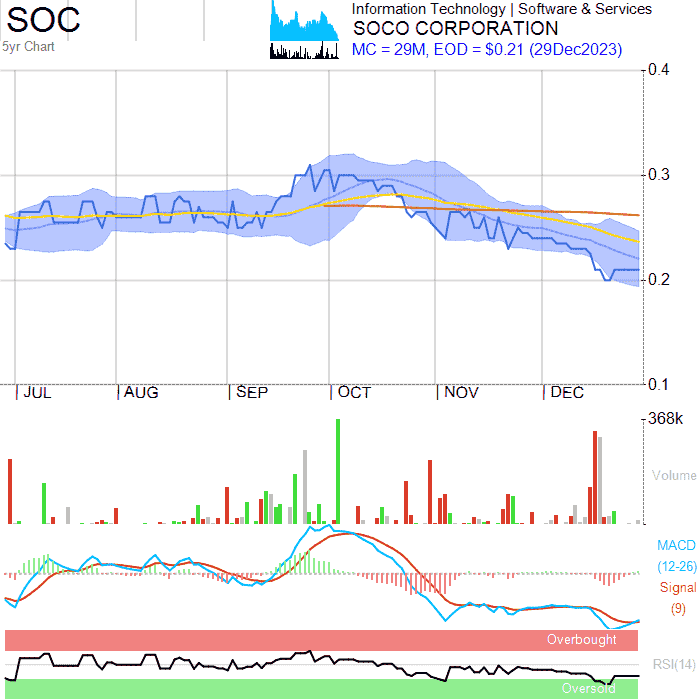 SOC
5yr Chart
Information Technology | Software & Services
SOCO CORPORATION
MC = 29M, EOD = $0.21 (29Dec2023)
0.4
0.3
0.2
0.1
JUL AUG SEP OCT NOV DEC
368k
Volume
MACD
(12-26)
Signal
(9)
Overbought
RSI(14)
Oversold